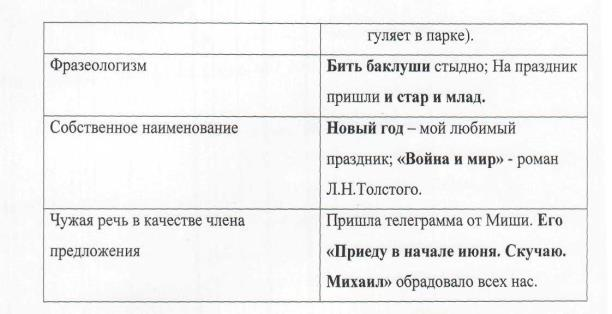 гуляет в парке).
Фразеологизм
Бить баклуши стыдно; На праздник
пришли и стар и млад.
Собственное наименование
Новый год – мой любимый
праздник; «Война и мир» - роман
Л.Н.Толстого.
Чужая речь в качестве члена
предложения
Пришла телеграмма от Миши. Его
«Приеду в начале июня. Скучаю.
Михаил» обрадовало всех нас.